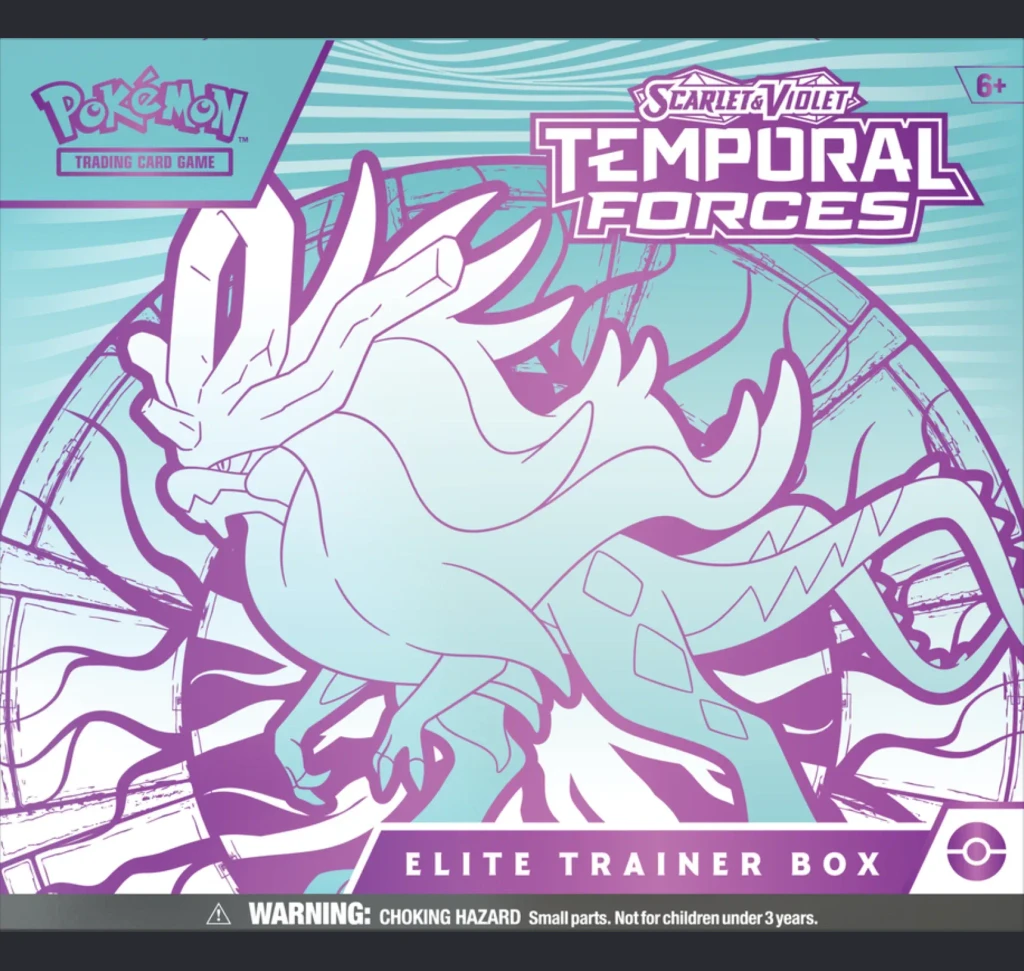 POKéMON™
TRADING CARD GAME
SCARLET & VIOLET
TEMPORAL
FORCES
6+
ELITE TRAINER BOX
⚠ WARNING: CHOKING HAZARD Small parts. Not for children under 3 years.